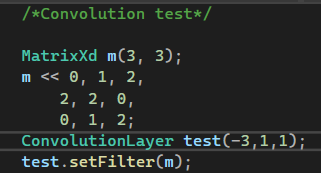 /*Convolution test*/
MatrixXd m(3, 3);
m << 0, 1, 2,
2, 2, 0,
0, 1, 2;
ConvolutionLayer test(-3,1,1);
test.setFilter(m);